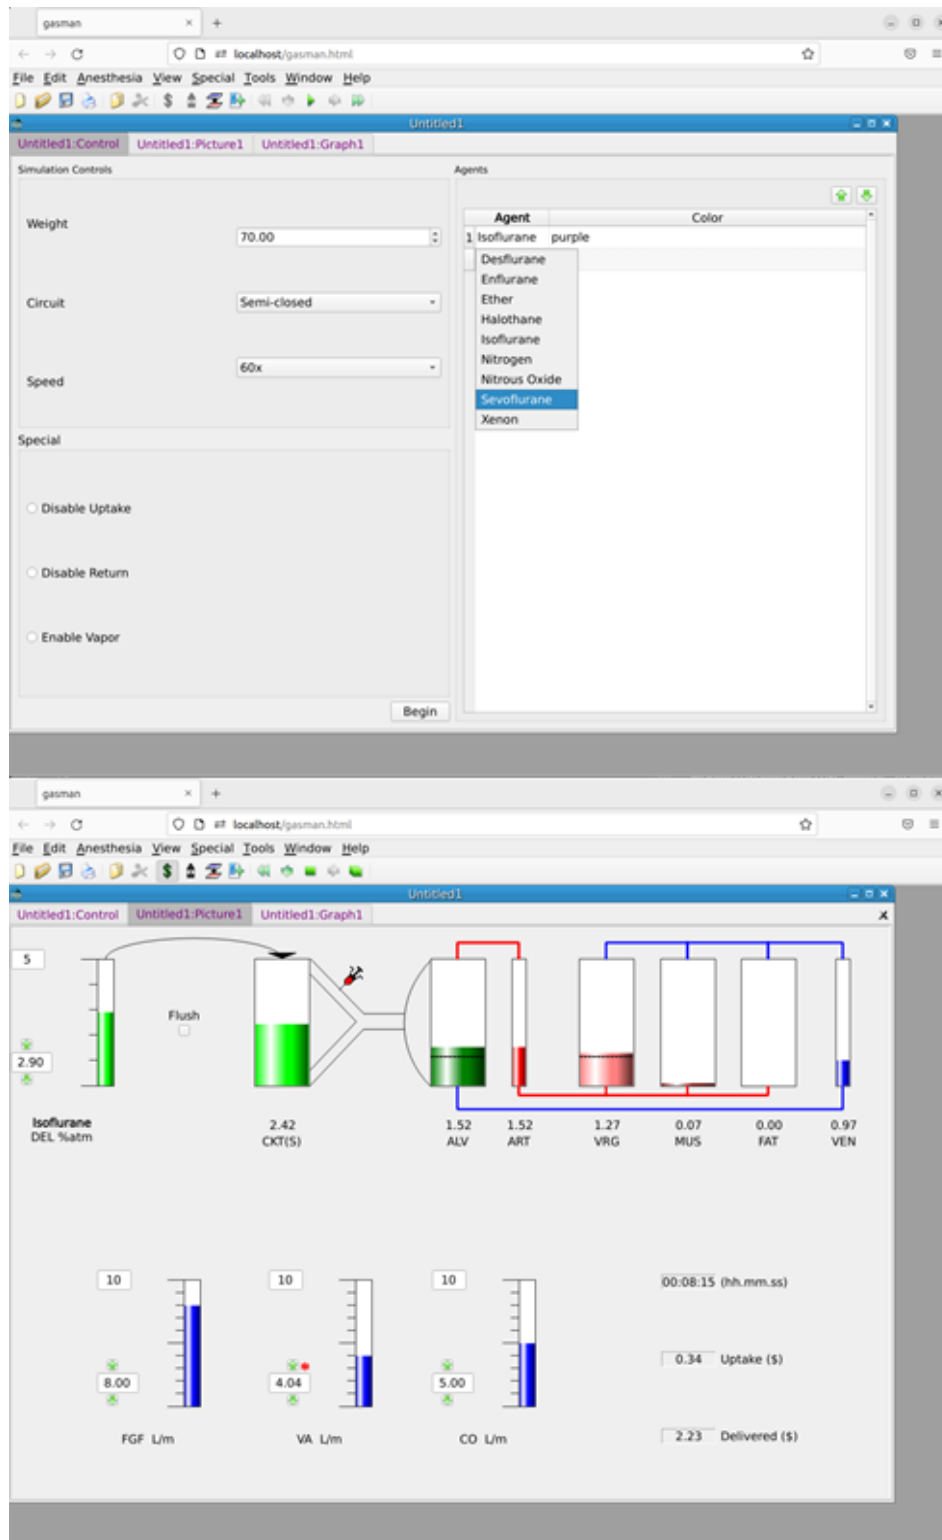 gasman × +
localhost/gasman.html
File Edit Anesthesia View Special Tools Window Help
$
Untitled1
Untitled1:Control Untitled1:Picture1 Untitled1:Graph1
Simulation Controls
Agents
Weight
70.00
Circuit
Semi-closed
Speed
60x
Agent Color
1 Isoflurane purple
Desflurane
Enflurane
Ether
Halothane
Isoflurane
Nitrogen
Nitrous Oxide
Sevoflurane
Xenon
Special
Disable Uptake
Disable Return
Enable Vapor
Begin
gasman × +
localhost/gasman.html
File Edit Anesthesia View Special Tools Window Help
$
Untitled1
Untitled1:Control Untitled1:Picture1 Untitled1:Graph1 X
5
Flush
2.90
Isoflurane
DEL %atm
2.42 1.52 1.52 1.27 0.07 0.00 0.97
CKT(S) ALV ART VRG MUS FAT VEN
10 10 10
00:08:15 (hh.mm.ss)
0.34 Uptake ($)
8.00 4.04 5.00
FGF L/m VA L/m CO L/m
2.23 Delivered ($)